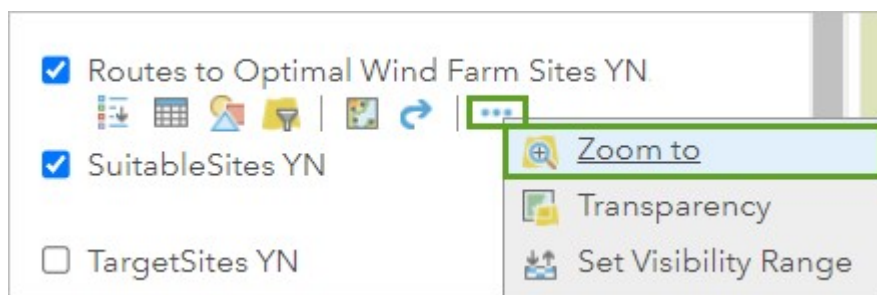 Routes to Optimal Wind Farm Sites YN
Zoom to
SuitableSites YN
Transparency
TargetSites YN
Set Visibility Range